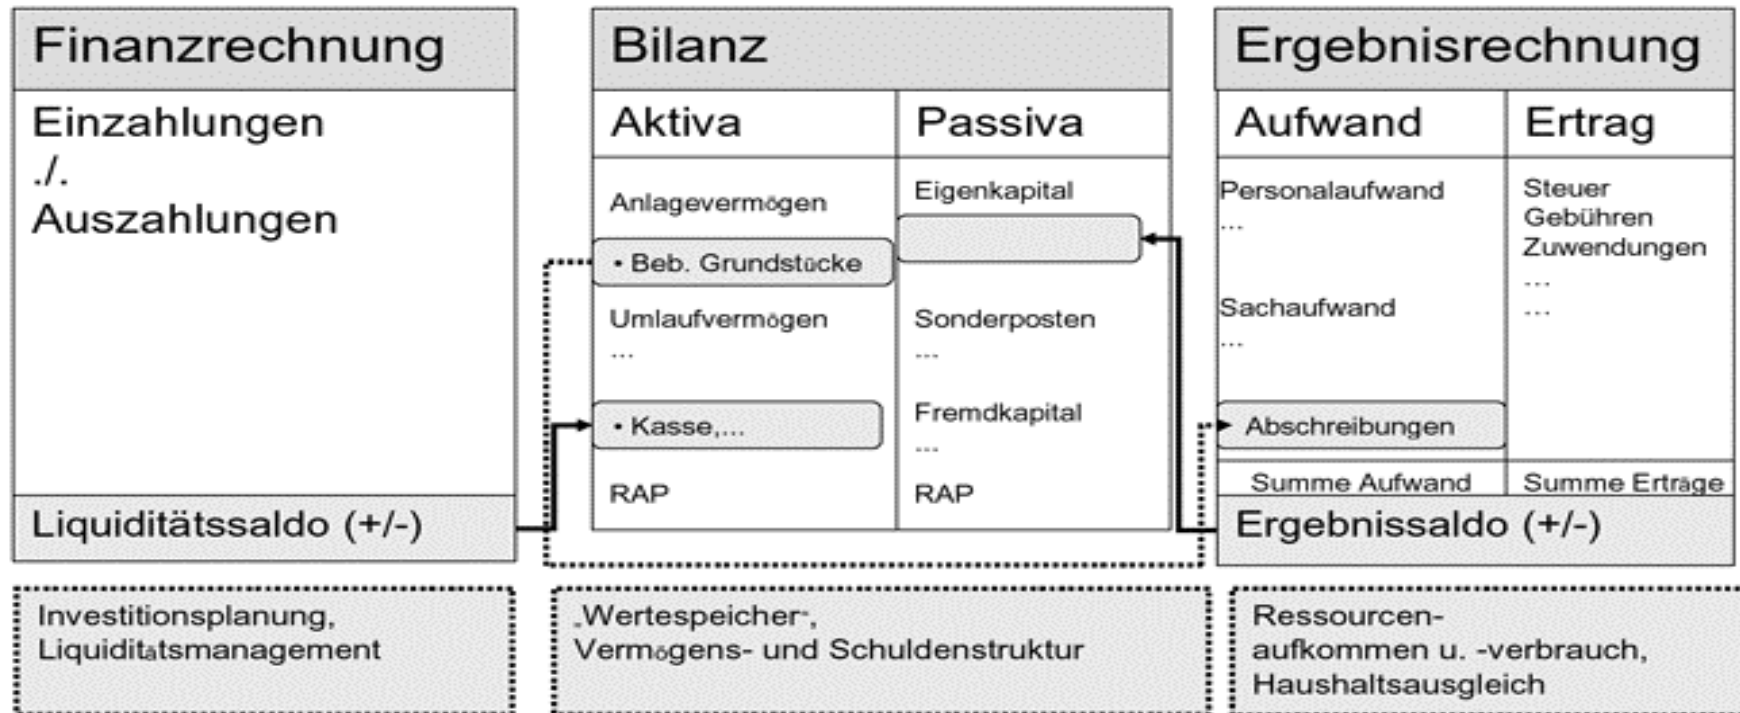 Finanzrechnung
Einzahlungen
./.
Auszahlungen
Liquiditätssaldo (+/-)
Investitionsplanung,
Liquiditätsmanagement
Bilanz
Aktiva
Anlagevermögen
• Beb. Grundstücke
Umlaufvermögen
...
• Kasse,...
RAP
Passiva
Eigenkapital
Sonderposten
...
Fremdkapital
...
RAP
„Wertespeicher“,
Vermögens- und Schuldenstruktur
Ergebnisrechnung
Aufwand
Personalaufwand
...
Sachaufwand
...
Abschreibungen
Summe Aufwand
Ertrag
Steuer
Gebühren
Zuwendungen
...
...
Summe Erträge
Ergebnissaldo (+/-)
Ressourcen-
aufkommen u. -verbrauch,
Haushaltsausgleich